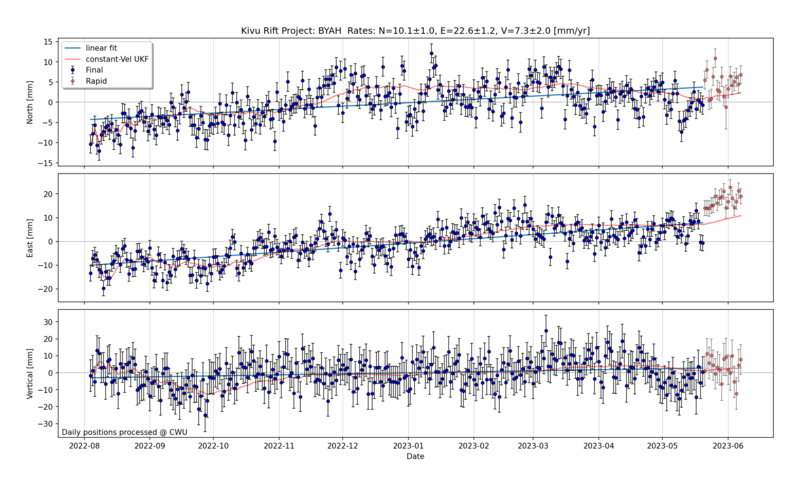 Kivu Rift Project: BYAH  Rates: N=10.1±1.0, E=22.6±1.2, V=7.3±2.0 [mm/yr]
linear fit
constant-Vel UKF
Final
Rapid
North [mm]
15
10
5
0
−5
−10
−15
East [mm]
20
10
0
−10
−20
Vertical [mm]
30
20
10
0
−10
−20
−30
Daily positions processed @ CWU
2022-08 2022-09 2022-10 2022-11 2022-12 2023-01 2023-02 2023-03 2023-04 2023-05 2023-06
Date